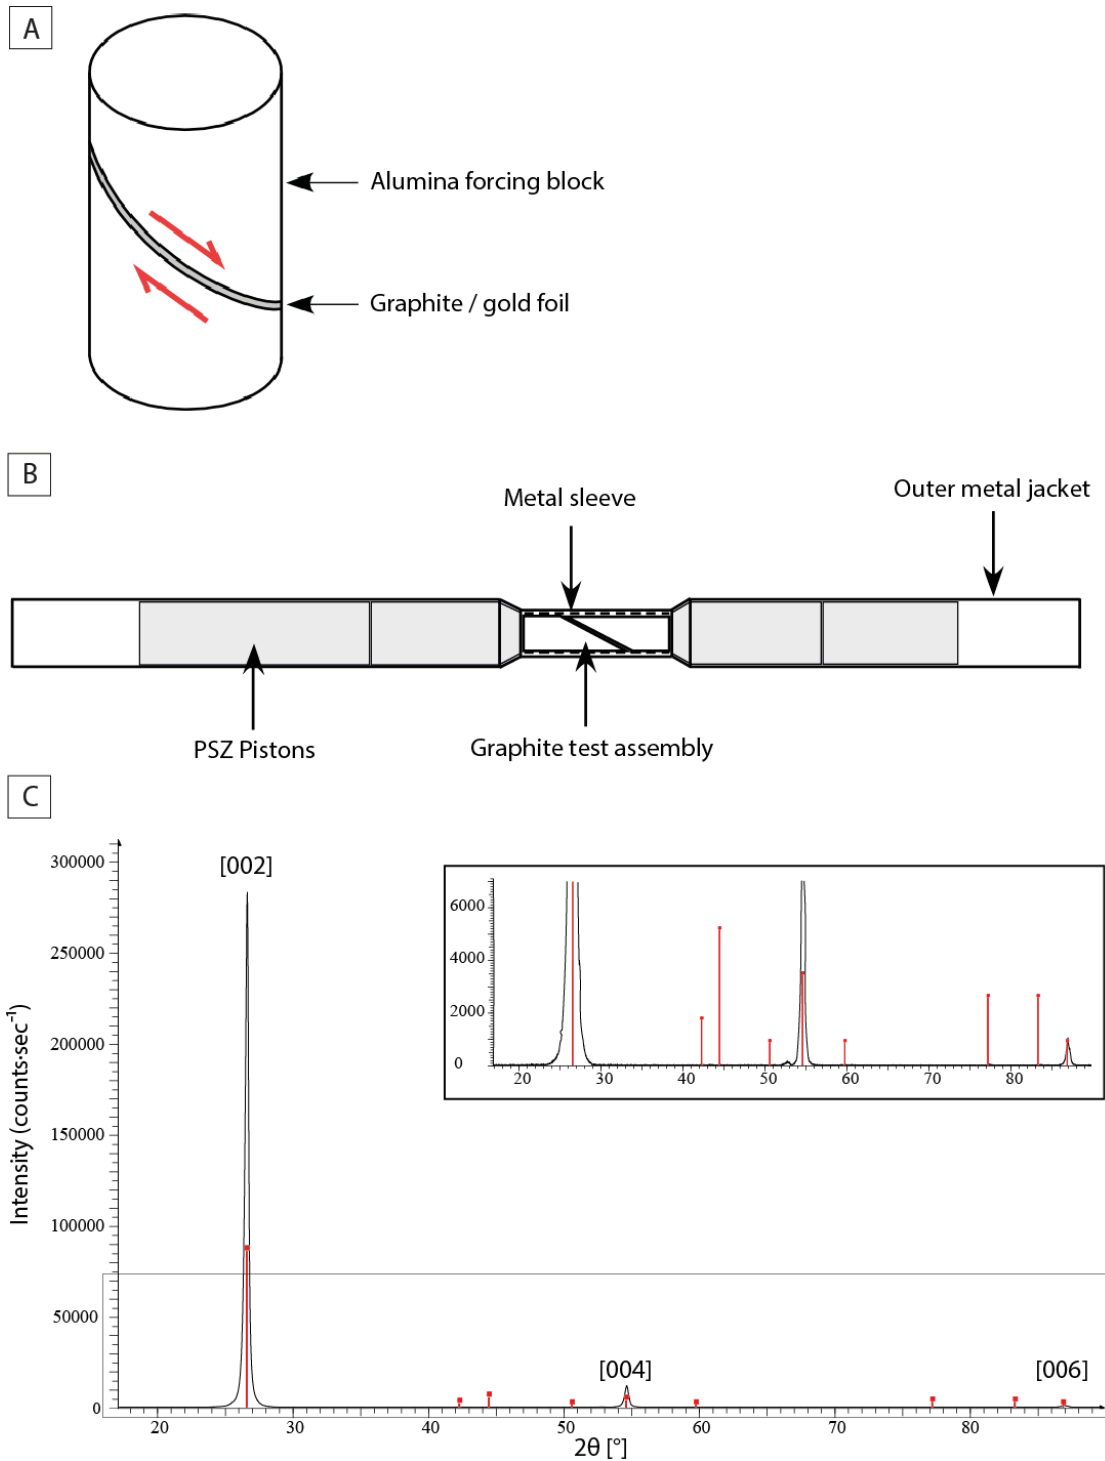 A
Alumina forcing block
Graphite / gold foil
B
Metal sleeve
Outer metal jacket
PSZ Pistons
Graphite test assembly
C
Intensity (counts·sec⁻¹)
300000
250000
200000
150000
100000
50000
0
[002]
[004]
[006]
6000
4000
2000
0
20 30 40 50 60 70 80
20 30 40 50 60 70 80
2θ [°]